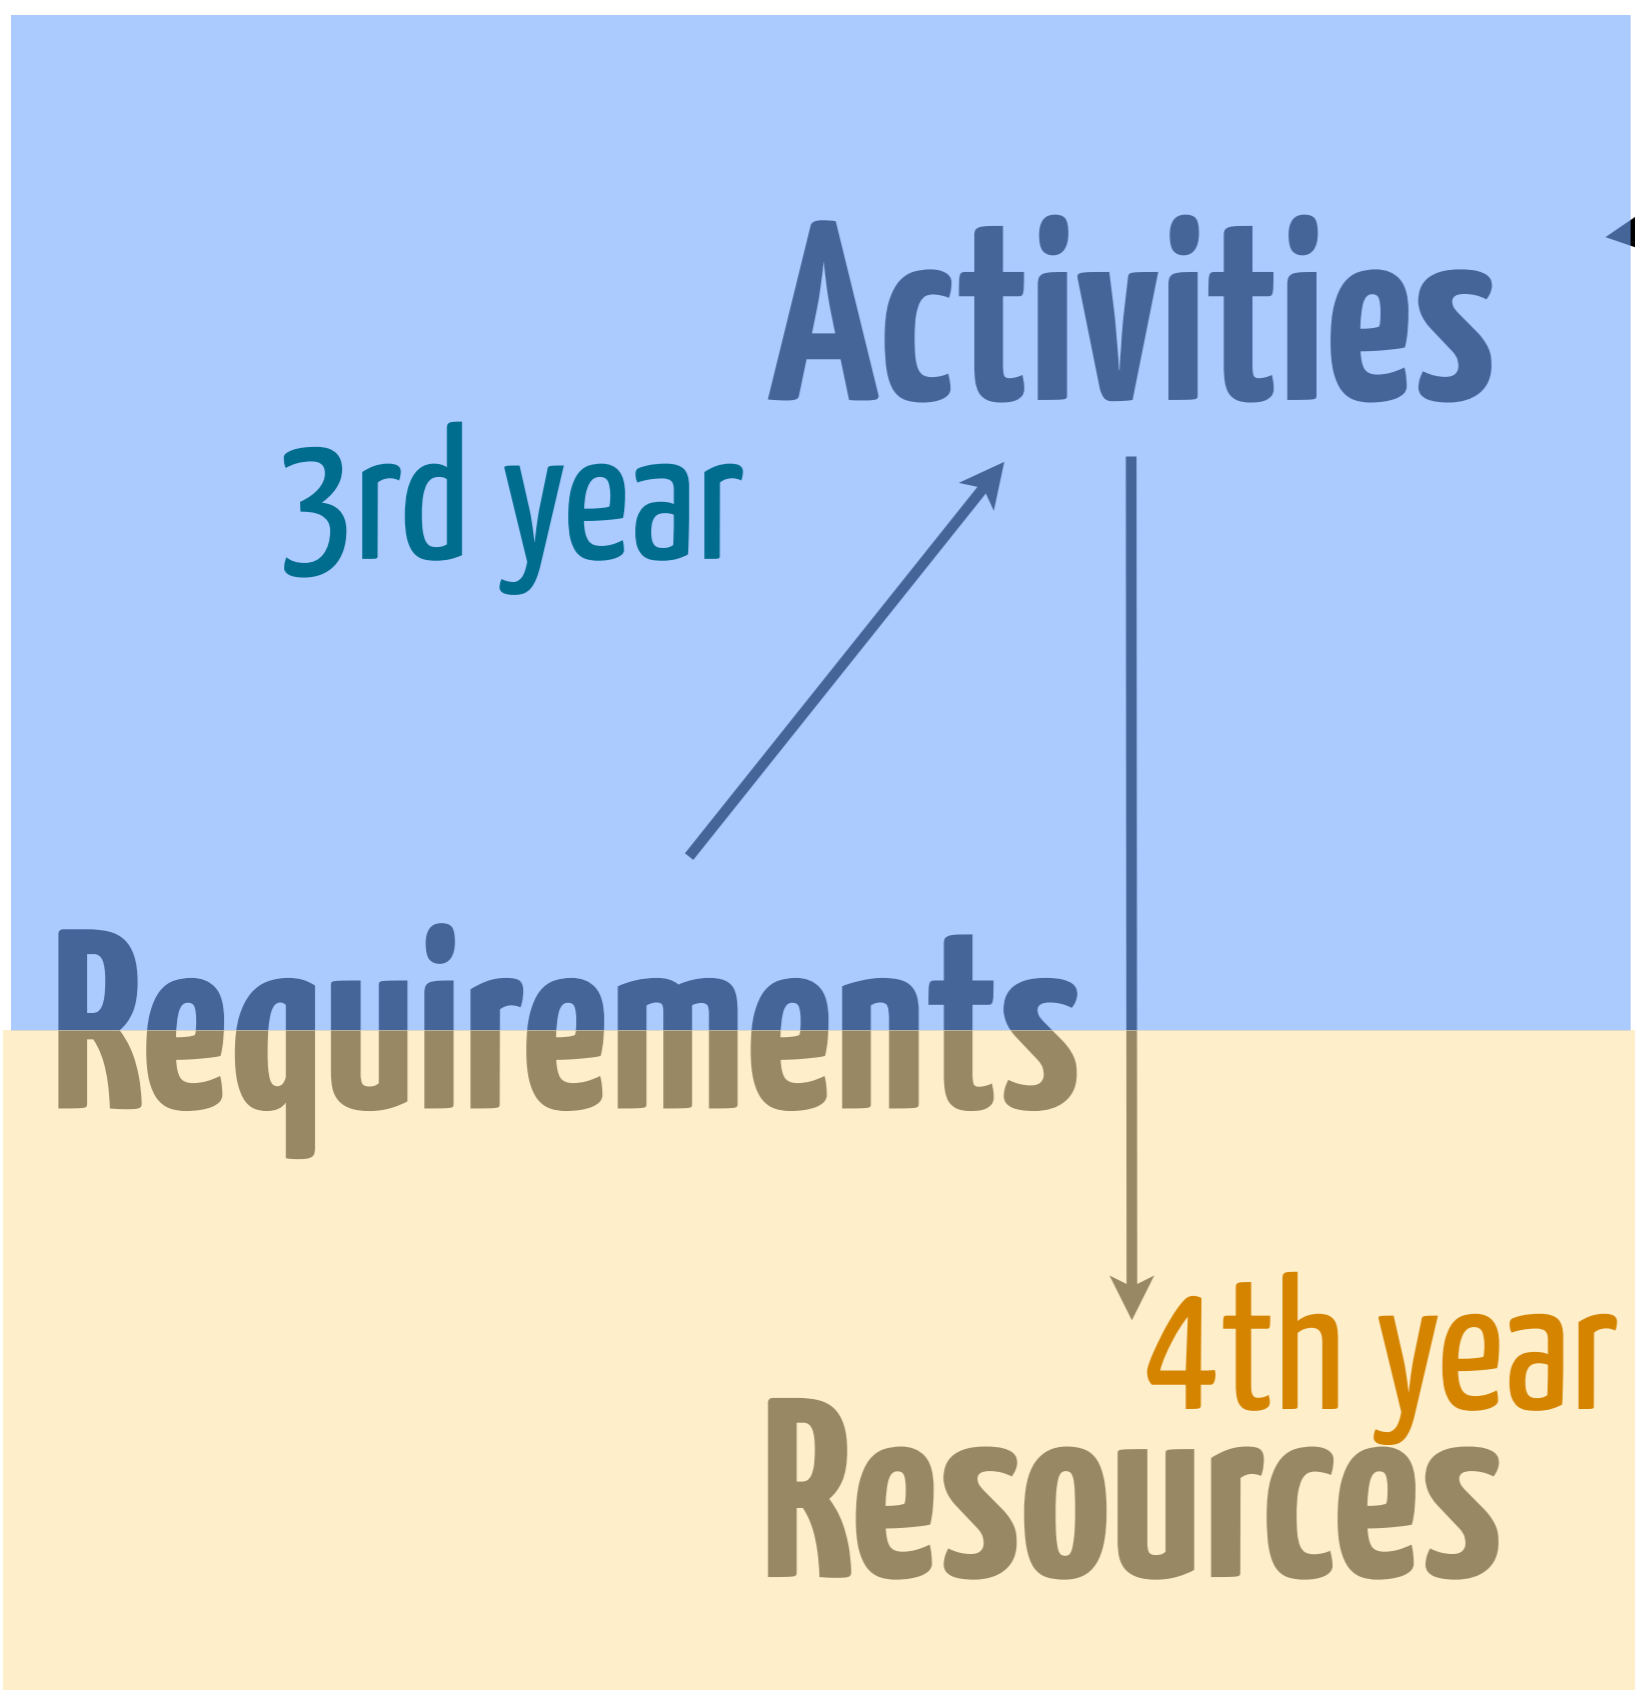 Activities
3rd year
Requirements
4th year
Resources